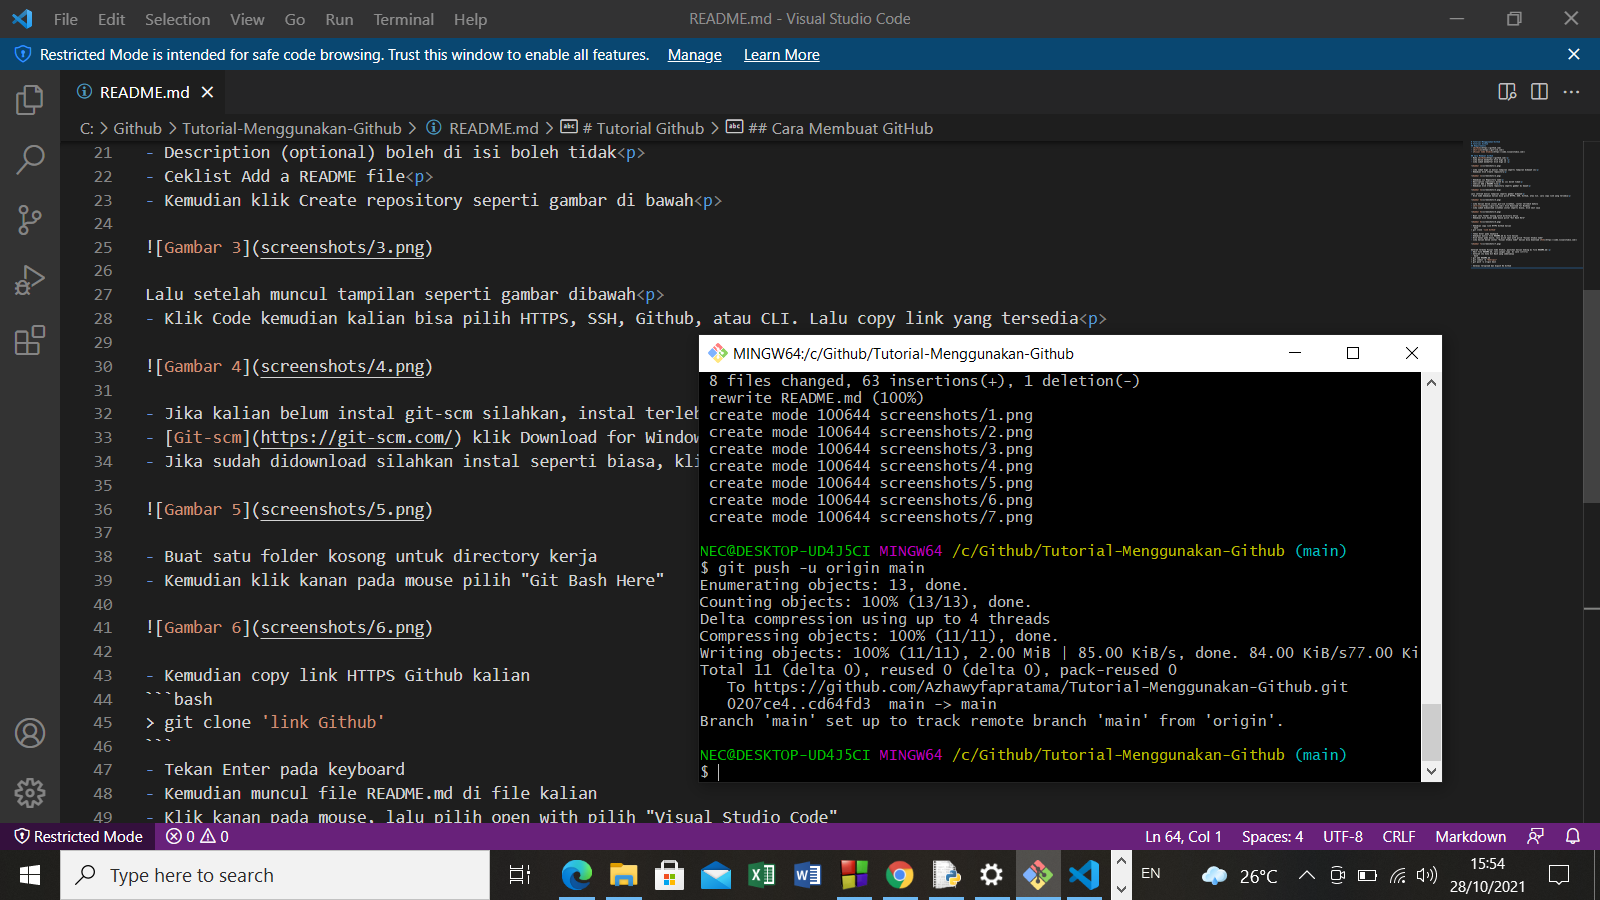 File Edit Selection View Go Run Terminal Help
README.md - Visual Studio Code
Restricted Mode is intended for safe code browsing. Trust this window to enable all features. Manage Learn More
README.md
C: > Github > Tutorial-Menggunakan-Github > README.md > # Tutorial Github > ## Cara Membuat GitHub
21 - Description (optional) boleh di isi boleh tidak<p>
22 - Ceklist Add a README file<p>
23 - Kemudian klik Create repository seperti gambar di bawah<p>
24
25 ![Gambar 3](screenshots/3.png)
26
27 Lalu setelah muncul tampilan seperti gambar dibawah<p>
28 - Klik Code kemudian kalian bisa pilih HTTPS, SSH, Github, atau CLI. Lalu copy link yang tersedia<p>
29
30 ![Gambar 4](screenshots/4.png)
31
32 - Jika kalian belum instal git-scm silahkan, instal terleb
33 - [Git-scm](https://git-scm.com/) klik Download for Window
34 - Jika sudah didownload silahkan instal seperti biasa, kli
35
36 ![Gambar 5](screenshots/5.png)
37
38 - Buat satu folder kosong untuk directory kerja
39 - Kemudian klik kanan pada mouse pilih "Git Bash Here"
40
41 ![Gambar 6](screenshots/6.png)
42
43 - Kemudian copy link HTTPS Github kalian
44 ```bash
45 > git clone 'link Github'
46 ```
47 - Tekan Enter pada keyboard
48 - Kemudian muncul file README.md di file kalian
49 - Klik kanan pada mouse, lalu pilih open with pilih "Visual Studio Code"
MINGW64:/c/Github/Tutorial-Menggunakan-Github
8 files changed, 63 insertions(+), 1 deletion(-)
rewrite README.md (100%)
create mode 100644 screenshots/1.png
create mode 100644 screenshots/2.png
create mode 100644 screenshots/3.png
create mode 100644 screenshots/4.png
create mode 100644 screenshots/5.png
create mode 100644 screenshots/6.png
create mode 100644 screenshots/7.png
NEC@DESKTOP-UD4J5CI MINGW64 /c/Github/Tutorial-Menggunakan-Github (main)
$ git push -u origin main
Enumerating objects: 13, done.
Counting objects: 100% (13/13), done.
Delta compression using up to 4 threads
Compressing objects: 100% (11/11), done.
Writing objects: 100% (11/11), 2.00 MiB | 85.00 KiB/s, done. 84.00 KiB/s77.00 Ki
Total 11 (delta 0), reused 0 (delta 0), pack-reused 0
To https://github.com/Azhawyfapratama/Tutorial-Menggunakan-Github.git
0207ce4..cd64fd3 main -> main
Branch 'main' set up to track remote branch 'main' from 'origin'.
NEC@DESKTOP-UD4J5CI MINGW64 /c/Github/Tutorial-Menggunakan-Github (main)
$
Restricted Mode 0 0 Ln 64, Col 1 Spaces: 4 UTF-8 CRLF Markdown
Type here to search
EN
26°C
15:54
28/10/2021